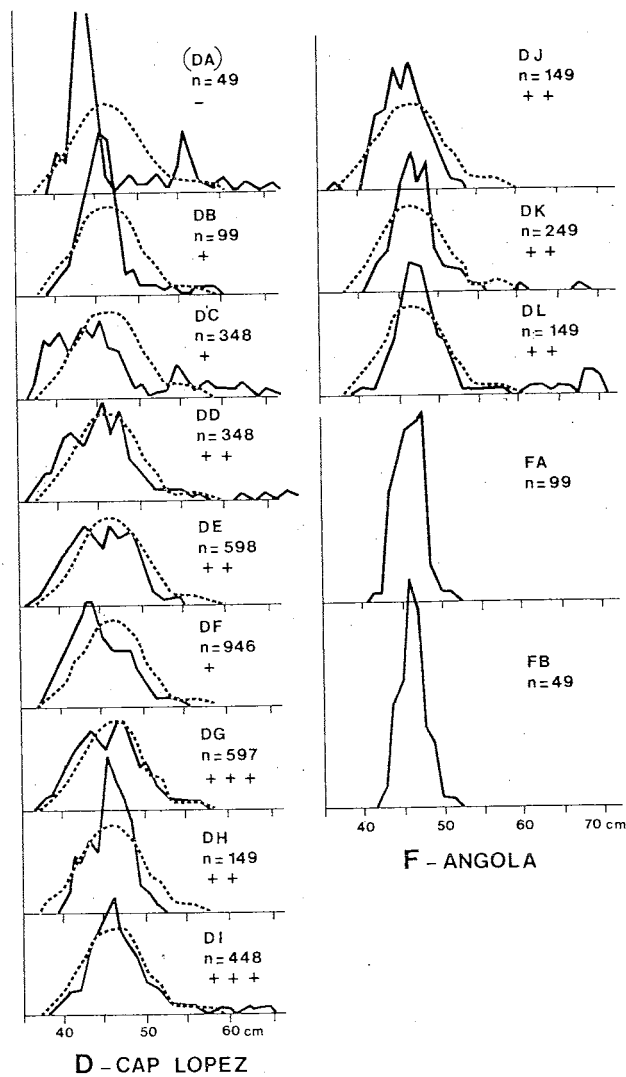 (DA)
n=49
−
DB
n=99
+
DC
n=348
+
DD
n=348
+ +
DE
n=598
+ +
DF
n=946
+
DG
n=597
+ + +
DH
n=149
+ +
DI
n=448
+ + +
40 50 60 cm
D – CAP LOPEZ
DJ
n=149
+ +
DK
n=249
+ +
DL
n=149
+ +
FA
n=99
FB
n=49
40 50 60 70 cm
F – ANGOLA